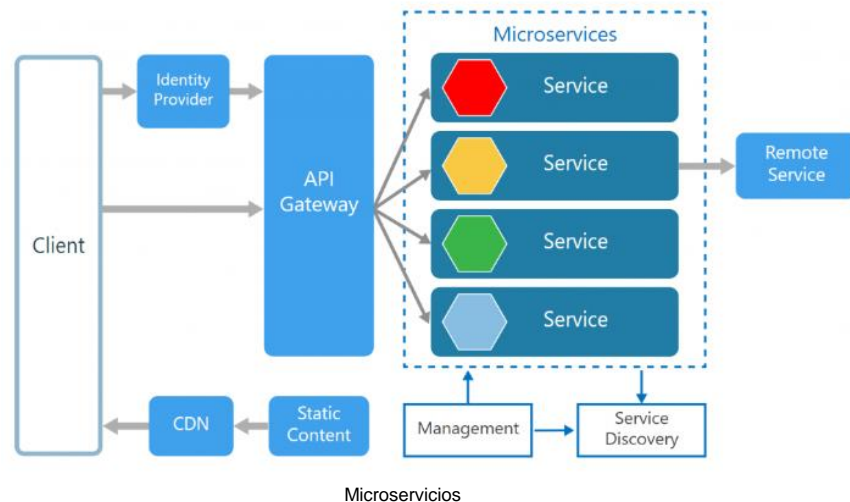 Microservices
Client
Identity
Provider
API
Gateway
Service
Service
Service
Service
Remote
Service
CDN
Static
Content
Management
Service
Discovery
Microservicios